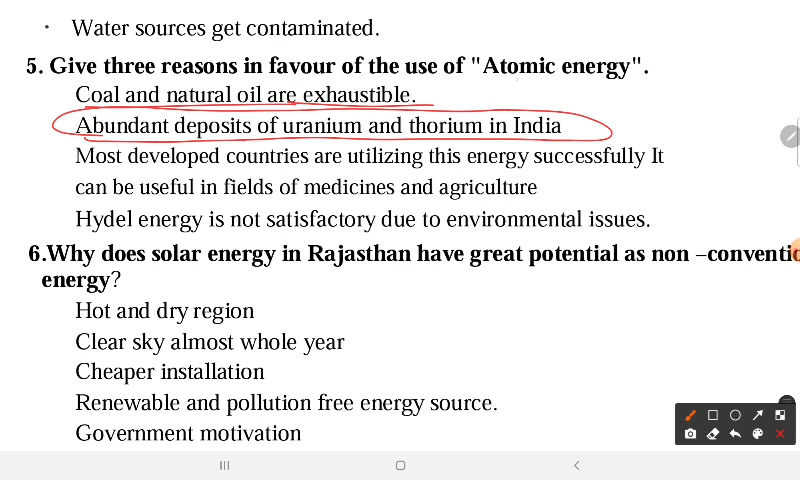 • Water sources get contaminated.
5. Give three reasons in favour of the use of "Atomic energy".
Coal and natural oil are exhaustible.
Abundant deposits of uranium and thorium in India
Most developed countries are utilizing this energy successfully It
can be useful in fields of medicines and agriculture
Hydel energy is not satisfactory due to environmental issues.
6.Why does solar energy in Rajasthan have great potential as non –conventio
energy?
Hot and dry region
Clear sky almost whole year
Cheaper installation
Renewable and pollution free energy source.
Government motivation